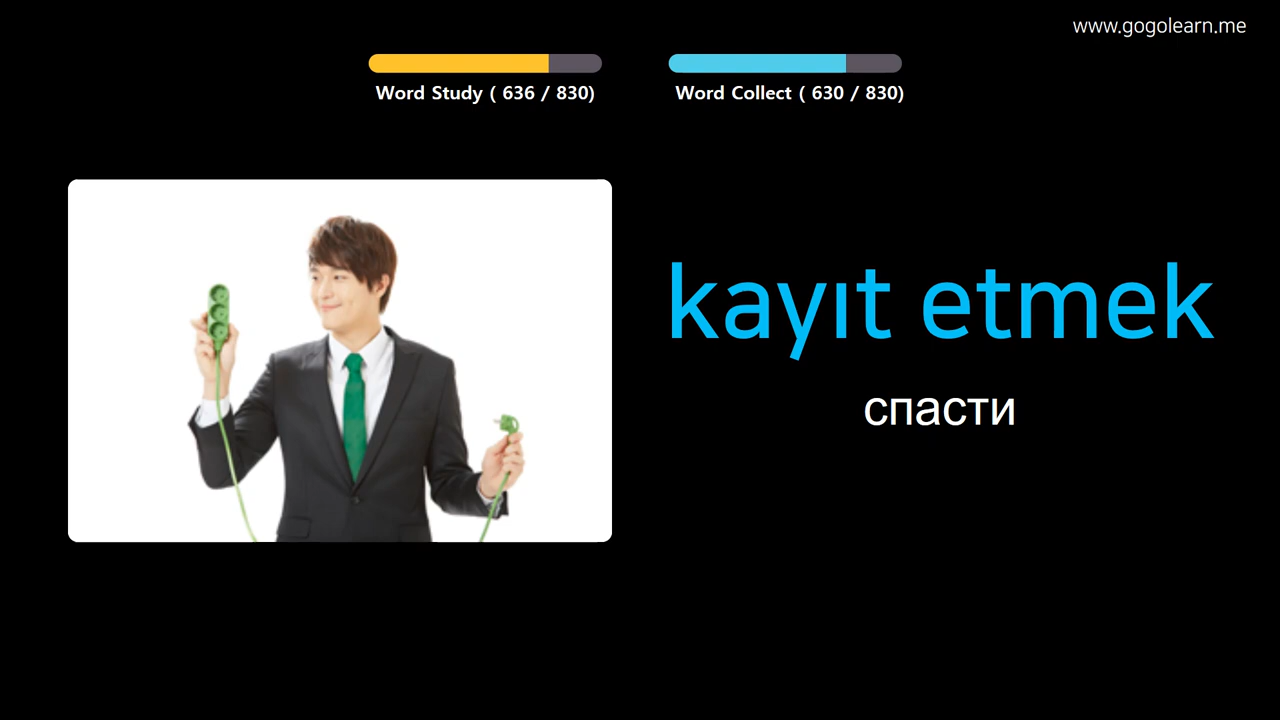 www.gogolearn.me
Word Study ( 636 / 830)
Word Collect ( 630 / 830)
kayıt etmek
спасти